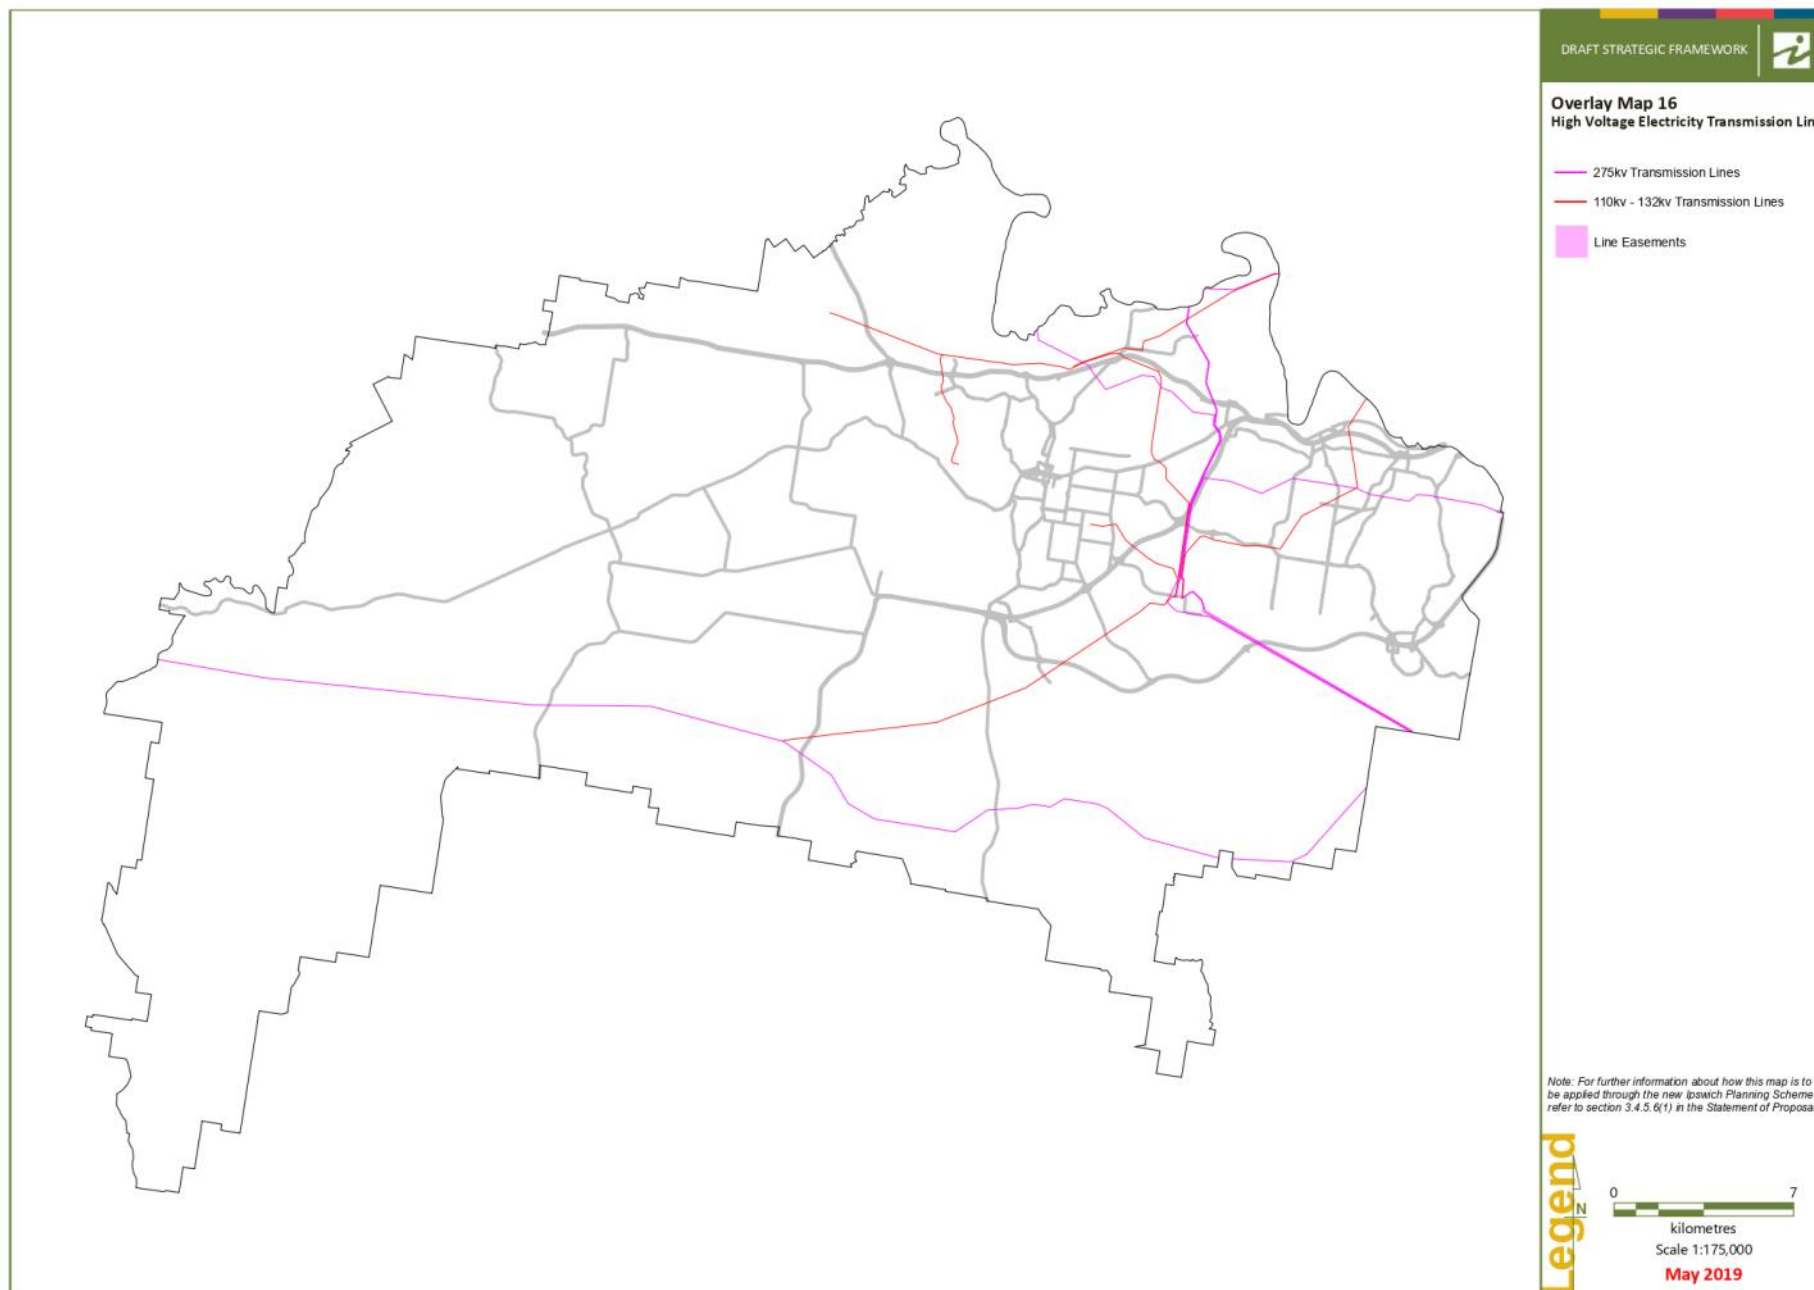 DRAFT STRATEGIC FRAMEWORK
Overlay Map 16
High Voltage Electricity Transmission
275kv Transmission Lines
110kv - 132kv Transmission Lines
Line Easements
Note: For further information about how this map is to
be applied through the new Ipswich Planning Scheme
refer to section 3.4.5.6(1) in the Statement of
Legend
N
0 7
kilometres
Scale 1:175,000
May 2019